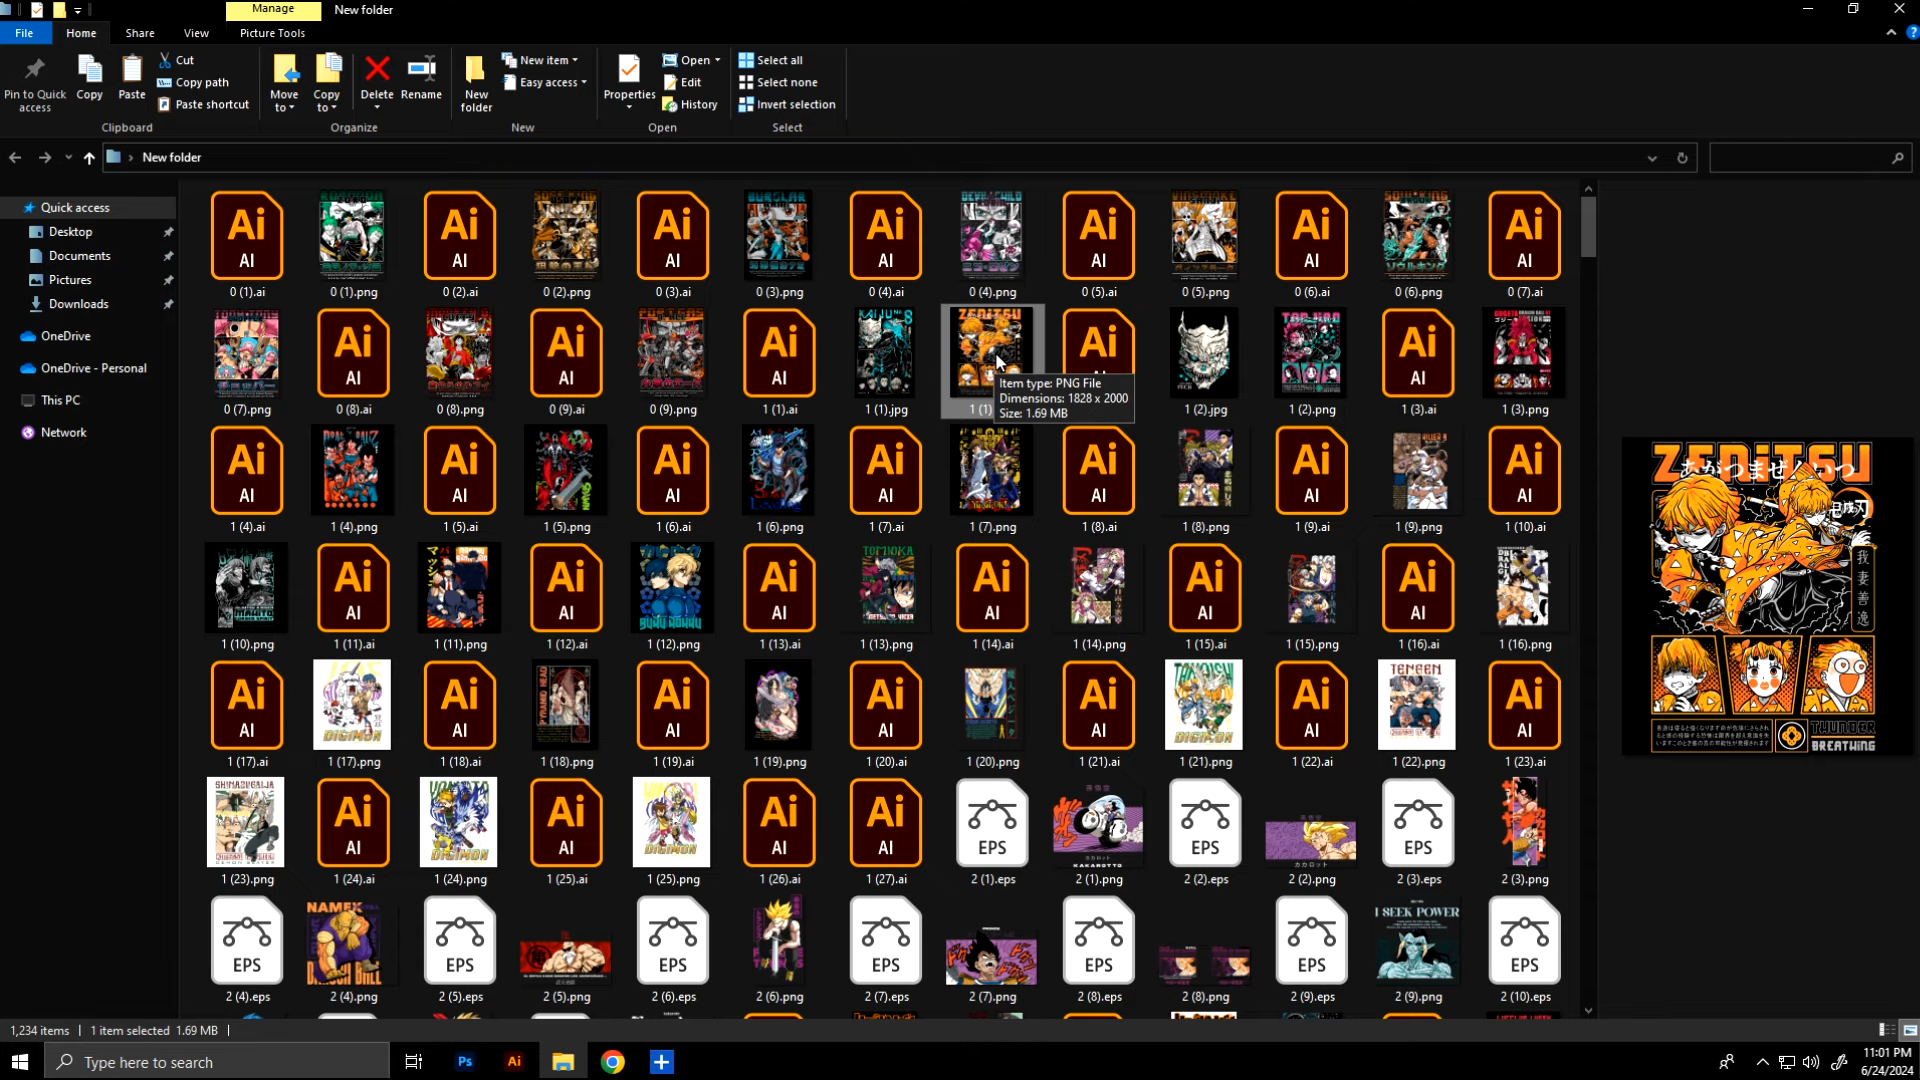 Manage
New folder
File
Home
Share
View
Picture Tools
Pin to Quick access
Copy
Paste
Cut
Copy path
Paste shortcut
Clipboard
Move to
Copy to
Delete
Rename
Organize
New folder
New item
Easy access
New
Properties
Open
Edit
History
Open
Select all
Select none
Invert selection
Select
New folder
Quick access
Desktop
Documents
Pictures
Downloads
OneDrive
OneDrive - Personal
This PC
Network
0 (1).ai
0 (1).png
0 (2).ai
0 (2).png
0 (3).ai
0 (3).png
0 (4).ai
0 (4).png
0 (5).ai
0 (5).png
0 (6).ai
0 (6).png
0 (7).ai
0 (7).png
0 (8).ai
0 (8).png
0 (9).ai
0 (9).png
1 (1).ai
1 (1).jpg
1 (1)
Item type: PNG File
Dimensions: 1828 x 2000
Size: 1.69 MB
1 (2).jpg
1 (2).png
1 (3).ai
1 (3).png
1 (4).ai
1 (4).png
1 (5).ai
1 (5).png
1 (6).ai
1 (6).png
1 (7).ai
1 (7).png
1 (8).ai
1 (8).png
1 (9).ai
1 (9).png
1 (10).ai
1 (10).png
1 (11).ai
1 (11).png
1 (12).ai
1 (12).png
1 (13).ai
1 (13).png
1 (14).ai
1 (14).png
1 (15).ai
1 (15).png
1 (16).ai
1 (16).png
1 (17).ai
1 (17).png
1 (18).ai
1 (18).png
1 (19).ai
1 (19).png
1 (20).ai
1 (20).png
1 (21).ai
1 (21).png
1 (22).ai
1 (22).png
1 (23).ai
1 (23).png
1 (24).ai
1 (24).png
1 (25).ai
1 (25).png
1 (26).ai
1 (27).ai
2 (1).eps
2 (1).png
2 (2).eps
2 (2).png
2 (3).eps
2 (3).png
2 (4).eps
2 (4).png
2 (5).eps
2 (5).png
2 (6).eps
2 (6).png
2 (7).eps
2 (7).png
2 (8).eps
2 (8).png
2 (9).eps
2 (9).png
2 (10).eps
ZENITSU
あがつまぜんいつ
我妻善逸
THUNDER
BREATHING
1,234 items
1 item selected 1.69 MB
Type here to search
Ps
Ai
11:01 PM
6/24/2024